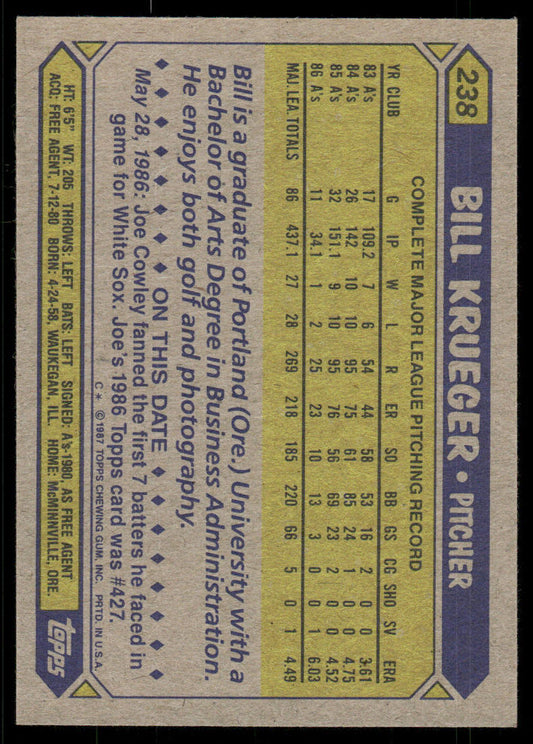 238 BILL KRUEGER • PITCHER
COMPLETE MAJOR LEAGUE PITCHING RECORD
YR CLUB G IP W L R ER SO BB GS CG SHO SV ERA
83 A's 17 109.2 7 6 54 44 58 53 16 2 0 0 3.61
84 A's 26 142 10 10 95 75 61 85 24 1 0 0 4.75
85 A's 32 151.1 9 10 95 76 56 69 23 2 0 0 4.52
86 A's 11 34.1 1 2 25 23 10 13 3 0 0 1 6.03
MAJ. LEA. TOTALS 86 437.1 27 28 269 218 185 220 66 5 0 1 4.49
Bill is a graduate of Portland (Ore.) University with a
Bachelor of Arts Degree in Business Administration.
He enjoys both golf and photography.
♦ ♦ ♦ ♦ ♦ ♦ ON THIS DATE ♦ ♦ ♦ ♦ ♦ ♦
May 28, 1986: Joe Cowley fanned the first 7 batters he faced in
game for White Sox. Joe's 1986 Topps card was #427.
C* ©1987 TOPPS CHEWING GUM, INC. PRTD. IN U.S.A.
HT: 6'5" WT: 205 THROWS: LEFT BATS: LEFT SIGNED: A's-1980, AS FREE AGENT
ACQ: FREE AGENT, 7-12-80 BORN: 4-24-58, WAUKEGAN, ILL. HOME: McMINNVILLE, ORE.
TOPPS